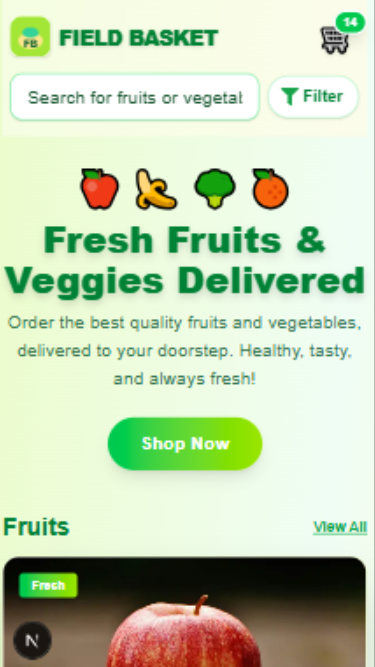 FB
FIELD BASKET
14
Search for fruits or vegetal
Filter
Fresh Fruits &
Veggies Delivered
Order the best quality fruits and vegetables,
delivered to your doorstep. Healthy, tasty,
and always fresh!
Shop Now
Fruits
View All
Fresh
N